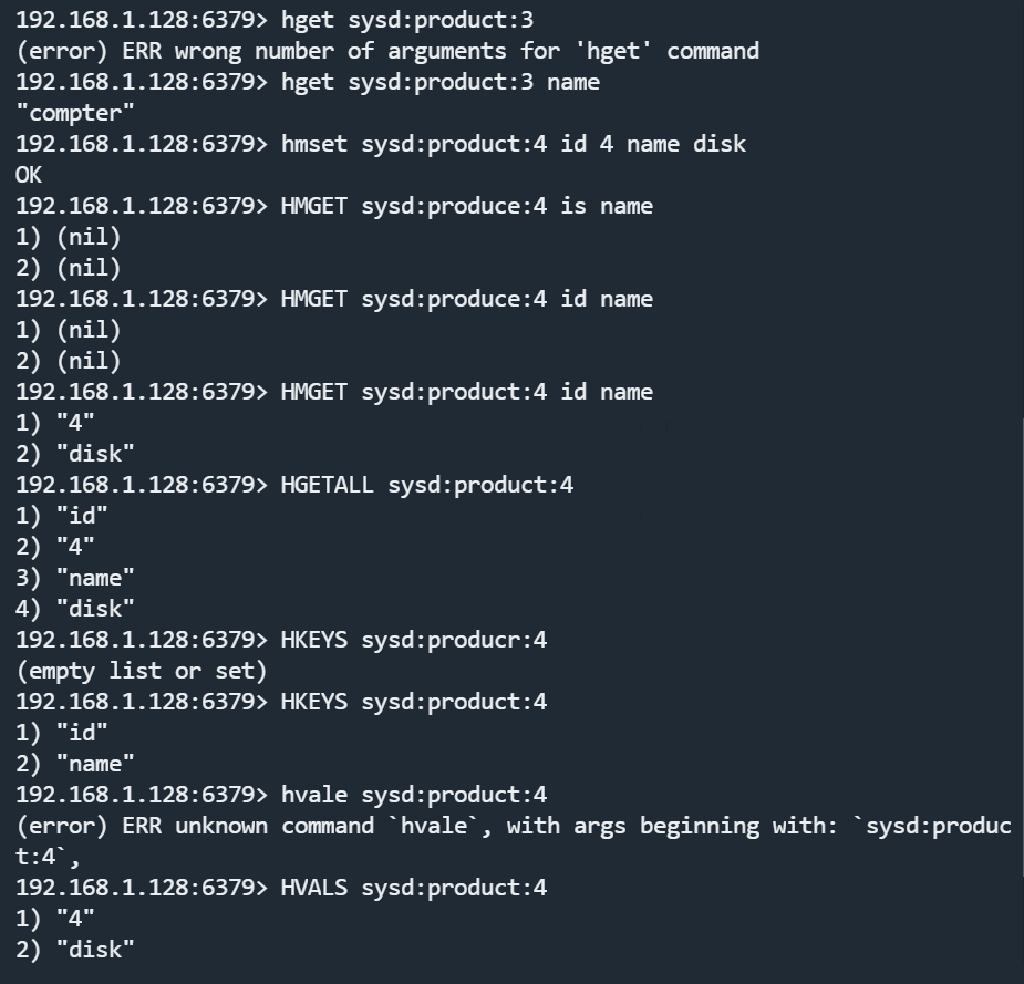 192.168.1.128:6379> hget sysd:product:3
(error) ERR wrong number of arguments for 'hget' command
192.168.1.128:6379> hget sysd:product:3 name
"compter"
192.168.1.128:6379> hmset sysd:product:4 id 4 name disk
OK
192.168.1.128:6379> HMGET sysd:produce:4 is name
1) (nil)
2) (nil)
192.168.1.128:6379> HMGET sysd:produce:4 id name
1) (nil)
2) (nil)
192.168.1.128:6379> HMGET sysd:product:4 id name
1) "4"
2) "disk"
192.168.1.128:6379> HGETALL sysd:product:4
1) "id"
2) "4"
3) "name"
4) "disk"
192.168.1.128:6379> HKEYS sysd:producr:4
(empty list or set)
192.168.1.128:6379> HKEYS sysd:product:4
1) "id"
2) "name"
192.168.1.128:6379> hvale sysd:product:4
(error) ERR unknown command `hvale`, with args beginning with: `sysd:produc
t:4`,
192.168.1.128:6379> HVALS sysd:product:4
1) "4"
2) "disk"